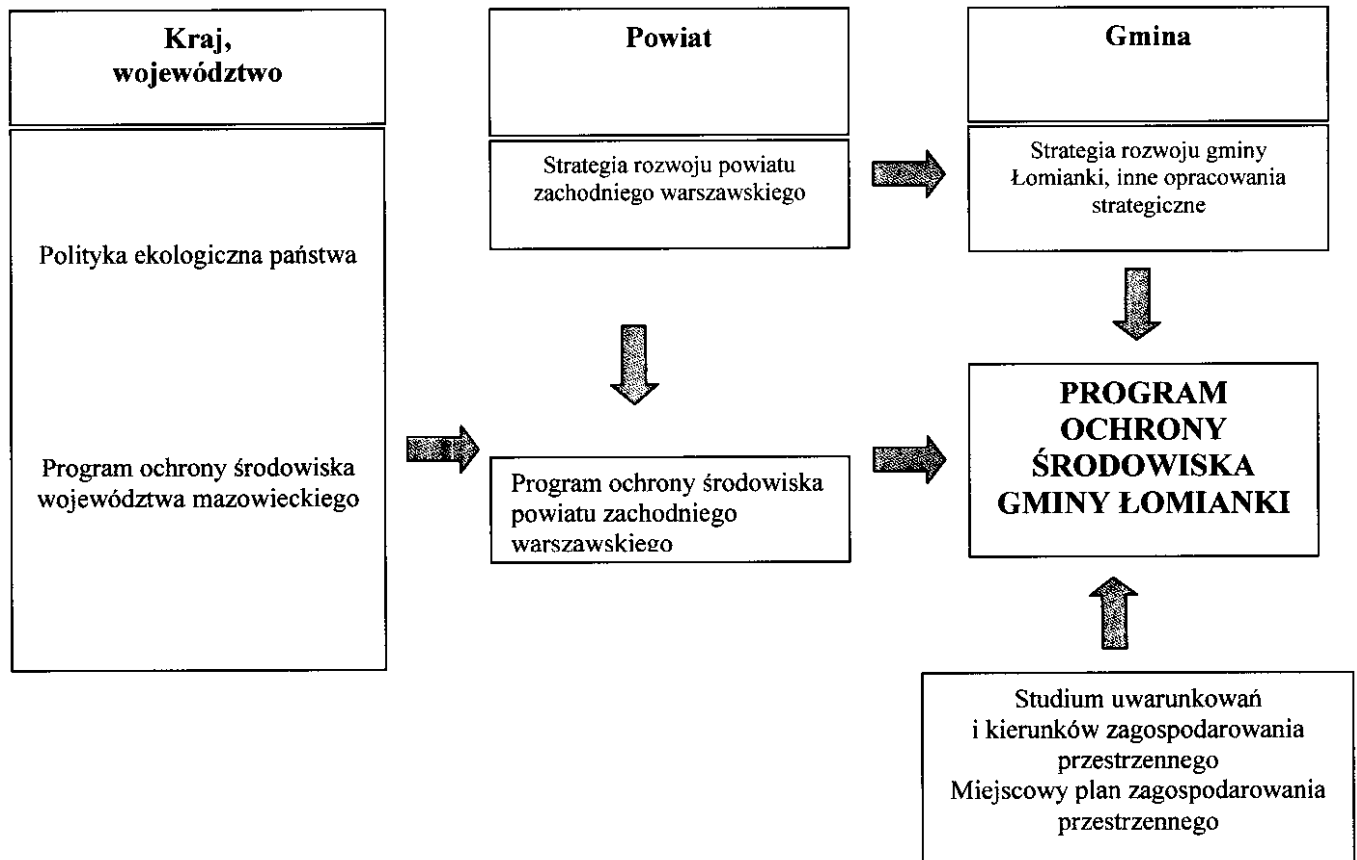 Kraj,
województwo
Polityka ekologiczna państwa
Program ochrony środowiska
województwa mazowieckiego
Powiat
Strategia rozwoju powiatu
zachodniego warszawskiego
Program ochrony środowiska
powiatu zachodniego
warszawskiego
Gmina
Strategia rozwoju gminy
Łomianki, inne opracowania
strategiczne
PROGRAM
OCHRONY
ŚRODOWISKA
GMINY ŁOMIANKI
Studium uwarunkowań
i kierunków zagospodarowania
przestrzennego
Miejscowy plan zagospodarowania
przestrzennego